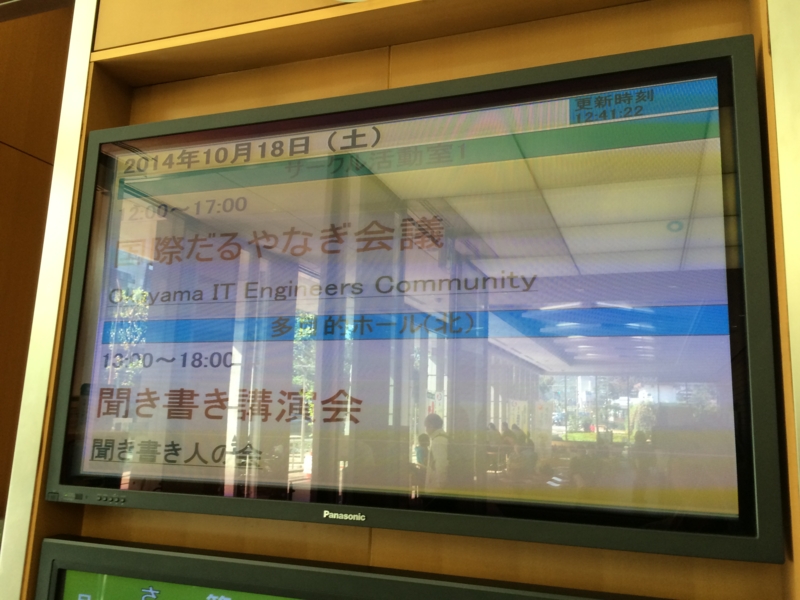 更新時刻
12:41:22
2014年10月18日（土）
サークル活動室1
12:00～17:00
国際だるやなぎ会議
Okayama IT Engineers Community
多目的ホール(北)
13:00～18:00
聞き書き講演会
聞き書き人の会
Panasonic